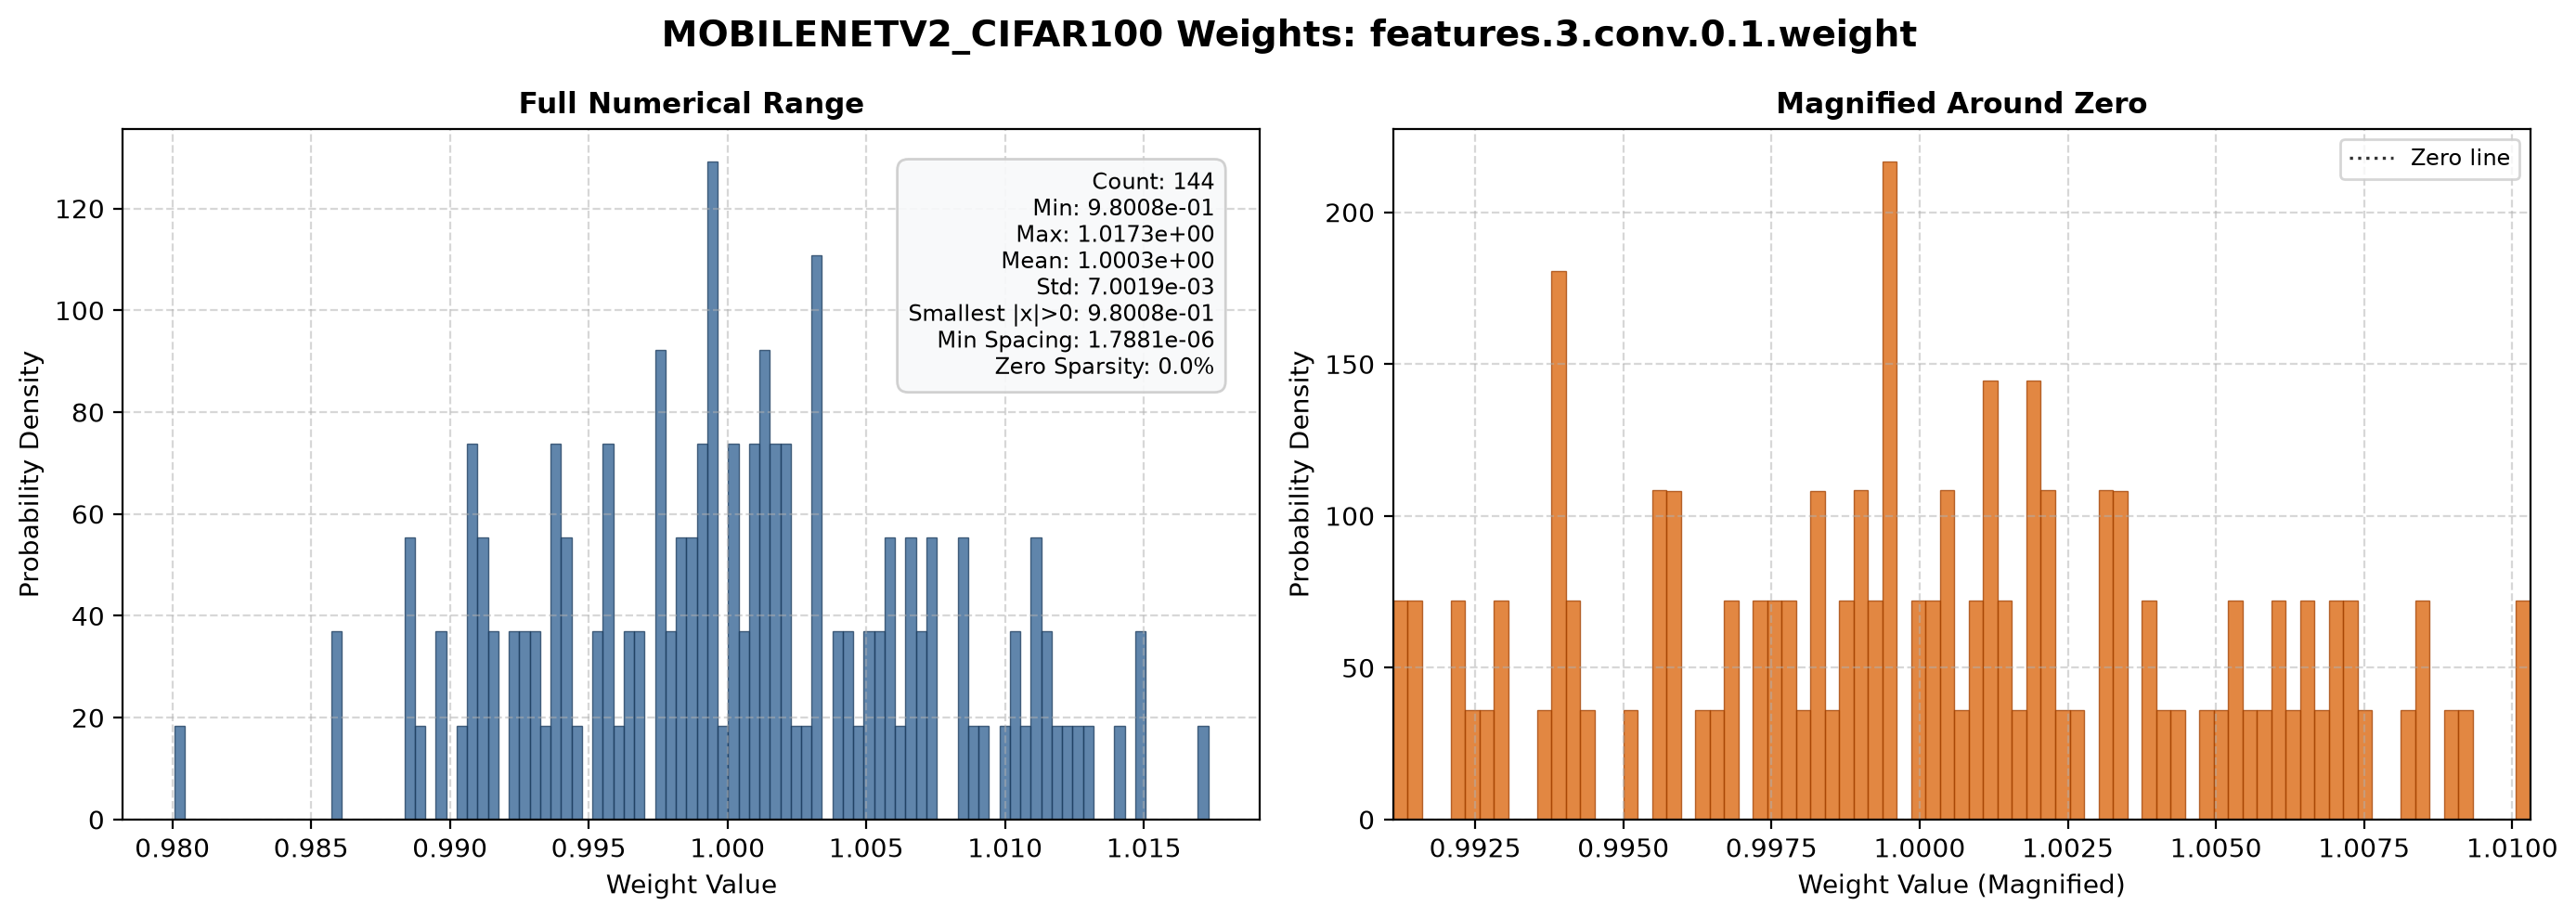 MOBILENETV2_CIFAR100 Weights: features.3.conv.0.1.weight
Full Numerical Range
Probability Density
120
100
80
60
40
20
0
Count: 144
Min: 9.8008e-01
Max: 1.0173e+00
Mean: 1.0003e+00
Std: 7.0019e-03
Smallest |x|>0: 9.8008e-01
Min Spacing: 1.7881e-06
Zero Sparsity: 0.0%
0.980 0.985 0.990 0.995 1.000 1.005 1.010 1.015
Weight Value
Magnified Around Zero
Probability Density
200
150
100
50
0
Zero line
0.9925 0.9950 0.9975 1.0000 1.0025 1.0050 1.0075 1.0100
Weight Value (Magnified)